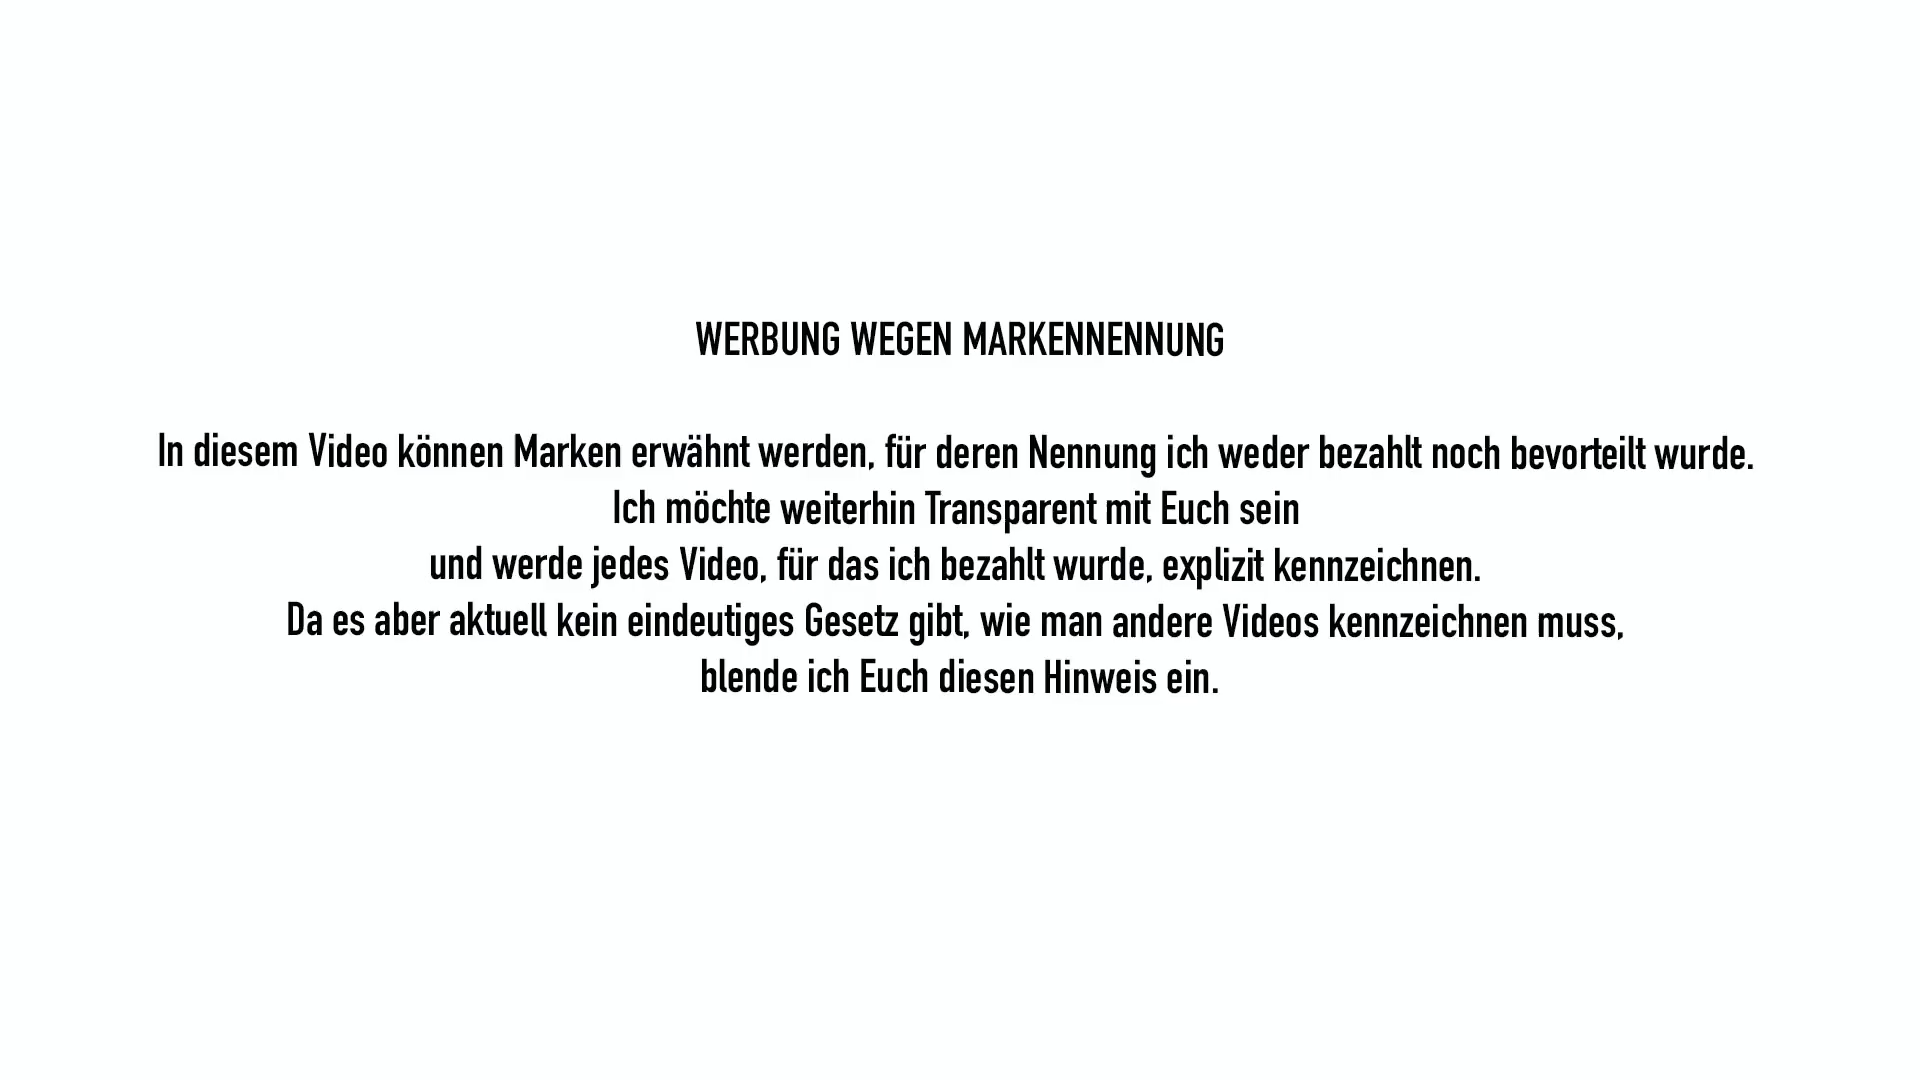 WERBUNG WEGEN MARKENNENNUNG
In diesem Video können Marken erwähnt werden, für deren Nennung ich weder bezahlt noch bevorteilt wurde.
Ich möchte weiterhin Transparent mit Euch sein
und werde jedes Video, für das ich bezahlt wurde, explizit kennzeichnen.
Da es aber aktuell kein eindeutiges Gesetz gibt, wie man andere Videos kennzeichnen muss,
blende ich Euch diesen Hinweis ein.